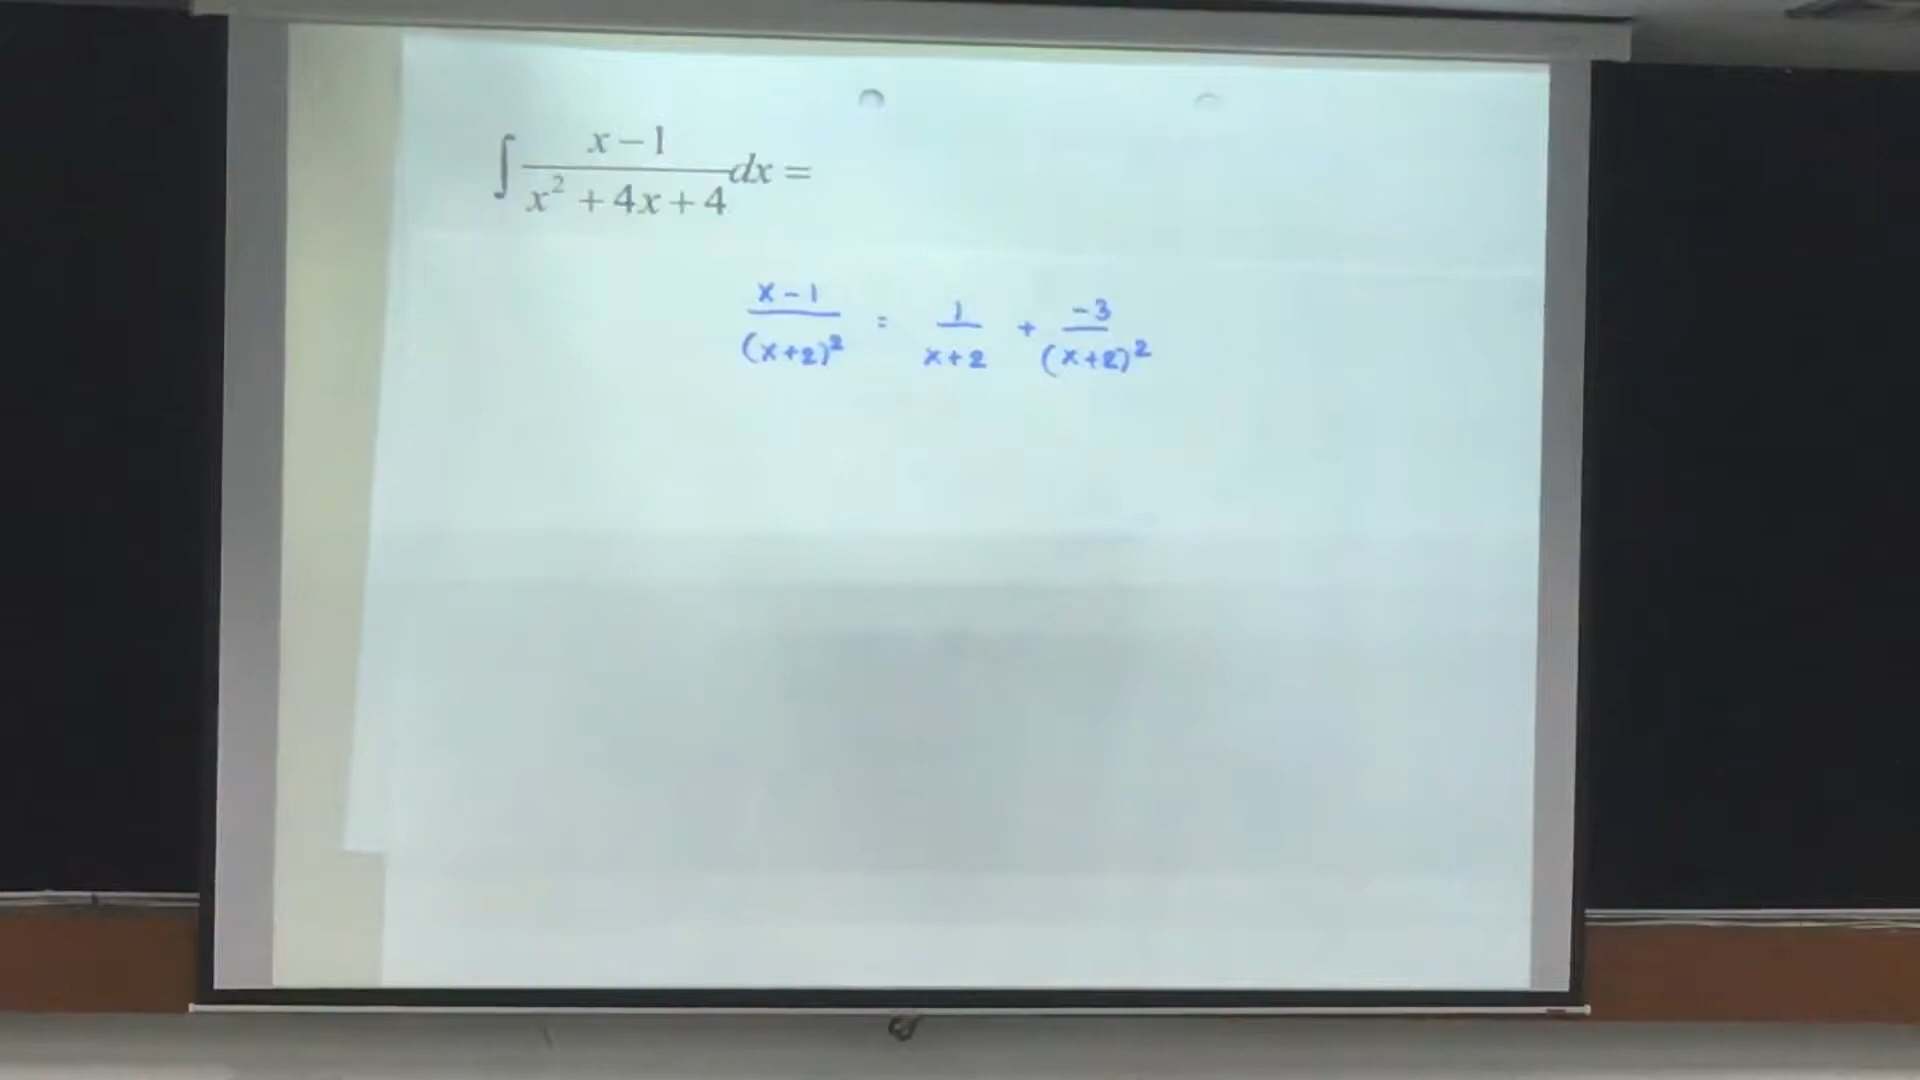 ∫ (x − 1)/(x² + 4x + 4) dx =
(x − 1)/(x+2)² = 1/(x+2) + −3/(x+2)²